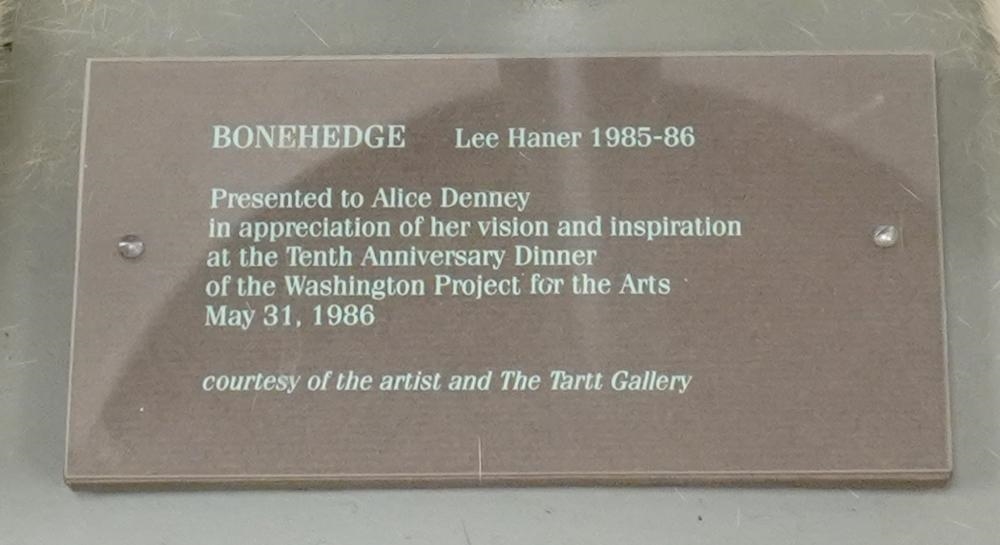 BONEHEDGE Lee Haner 1985-86
Presented to Alice Denney
in appreciation of her vision and inspiration
at the Tenth Anniversary Dinner
of the Washington Project for the Arts
May 31, 1986
courtesy of the artist and The Tartt Gallery